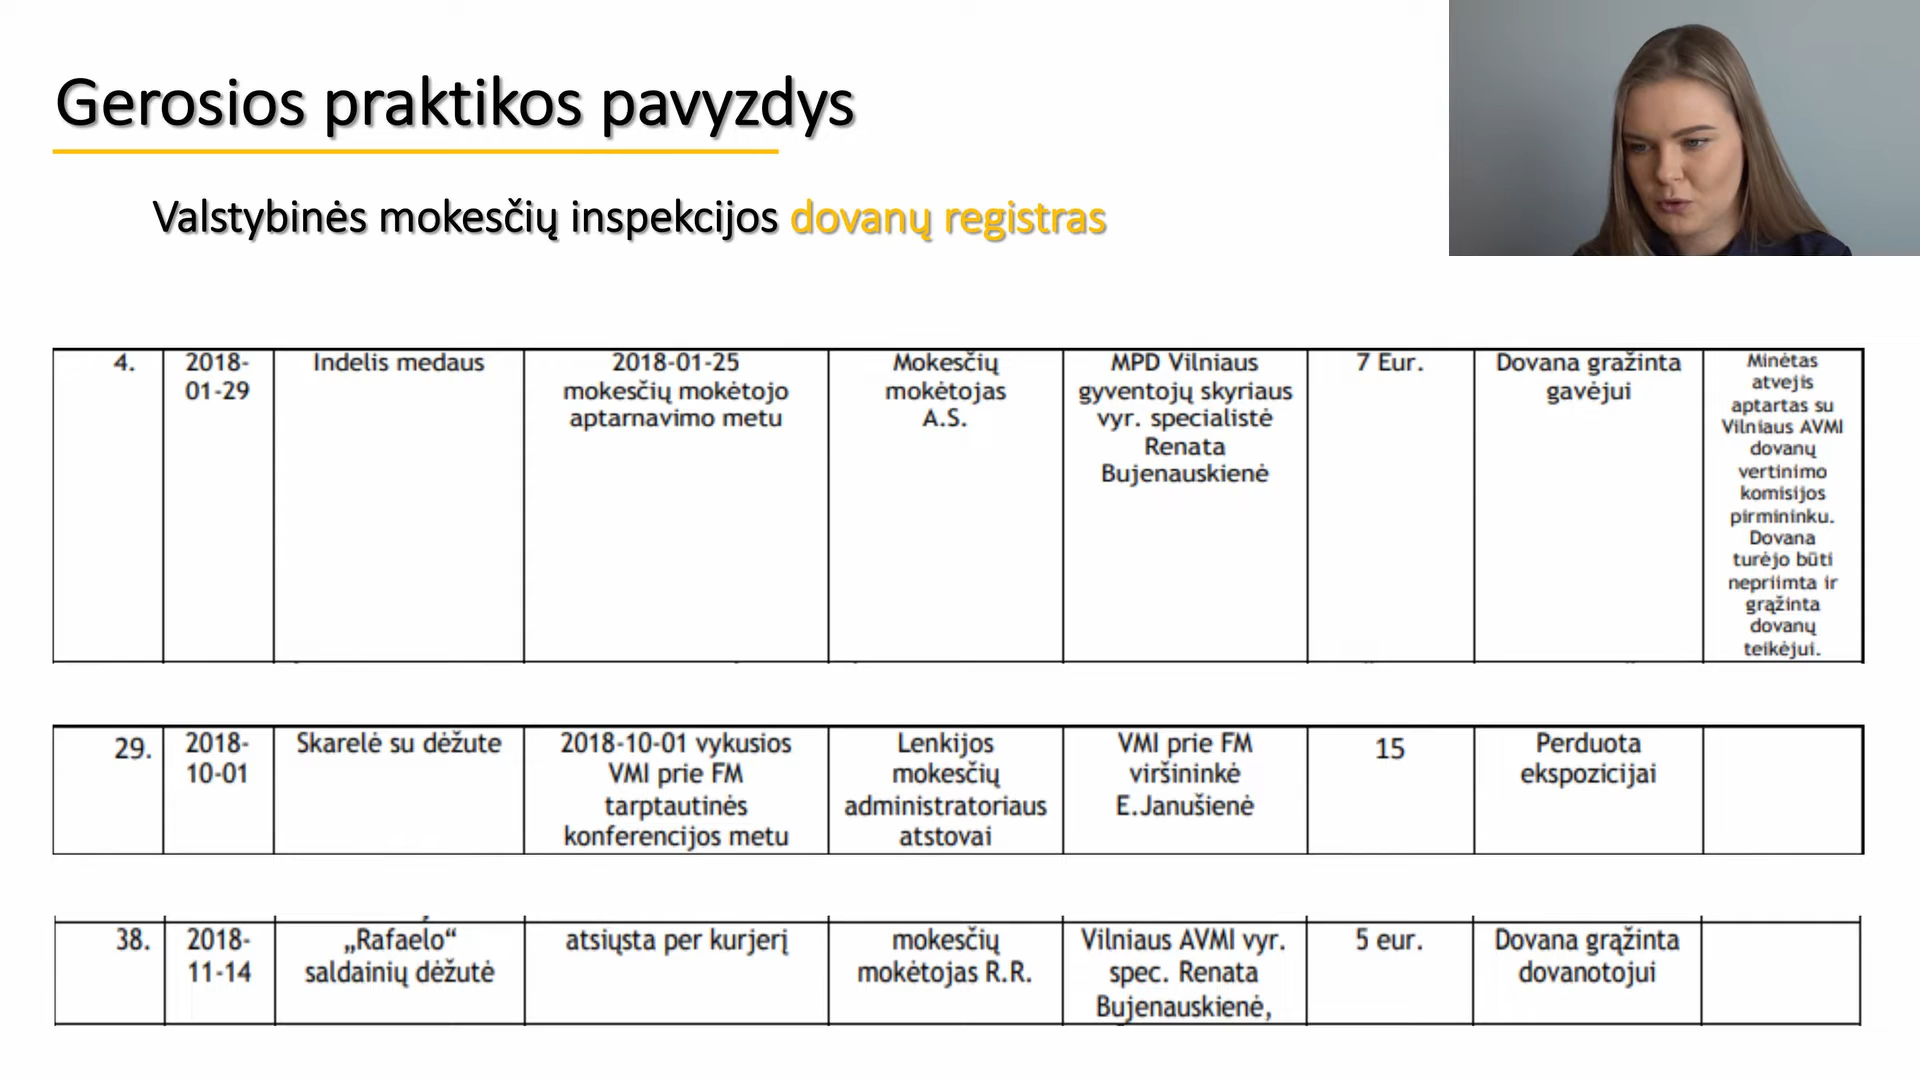 Gerosios praktikos pavyzdys
Valstybinės mokesčių inspekcijos dovanų registras
4.
2018-
01-29
Indelis medaus
2018-01-25
mokesčių mokėtojo
aptarnavimo metu
Mokesčių
mokėtojas
A.S.
MPD Vilniaus
gyventojų skyriaus
vyr. specialistė
Renata
Bujenauskienė
7 Eur.
Dovana gražinta
gavėjui
Minėtas
atvejis
aptartas su
Vilniaus AVMI
dovanų
vertinimo
komisijos
pirmininku.
Dovana
turėjo būti
nepriimta ir
grąžinta
dovanų
teikėjui.
29.
2018-
10-01
Skarelė su dėžute
2018-10-01 vykusios
VMI prie FM
tarptautinės
konferencijos metu
Lenkijos
mokesčių
administratoriaus
atstovai
VMI prie FM
viršininkė
E.Janušienė
15
Perduota
ekspozicijai
38.
2018-
11-14
„Rafaelo“
saldainių dėžutė
atsiųsta per kurjerį
mokesčių
mokėtojas R.R.
Vilniaus AVMI vyr.
spec. Renata
Bujenauskienė,
5 eur.
Dovana grąžinta
dovanotojui